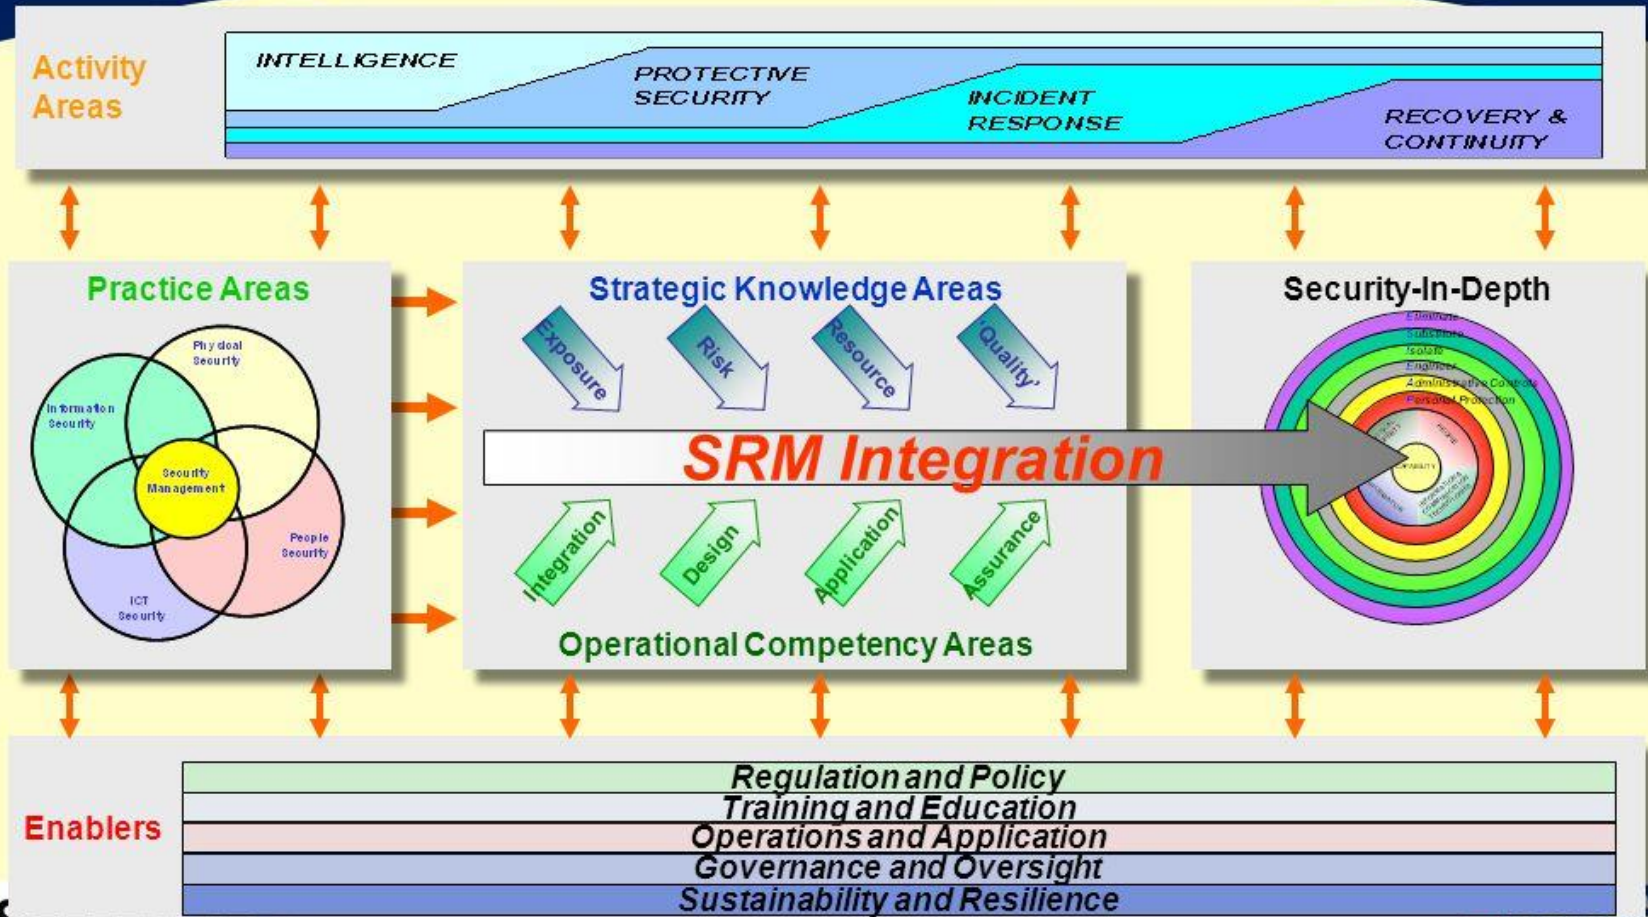 Activity
Areas
INTELLIGENCE
PROTECTIVE
SECURITY
INCIDENT
RESPONSE
RECOVERY &
CONTINUITY
Practice Areas
Physical
Security
Information
Security
Security
Management
People
Security
ICT
Security
Strategic Knowledge Areas
Exposure
Risk
Resource
'Quality'
SRM Integration
Integration
Design
Application
Assurance
Operational Competency Areas
Security-In-Depth
Eliminate
Substitute
Isolate
Engineer
Administrative Controls
Personal Protection
PEOPLE
Enablers
Regulation and Policy
Training and Education
Operations and Application
Governance and Oversight
Sustainability and Resilience